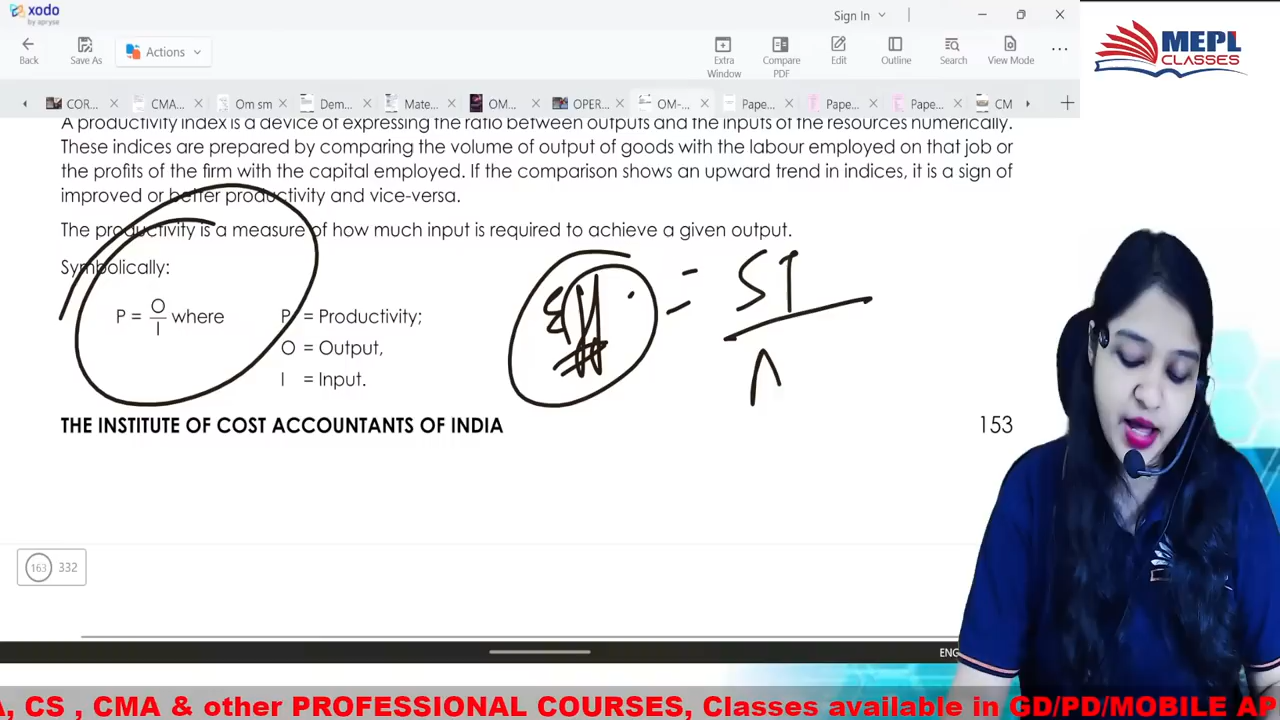 xodo
by apryse
Sign In
Back
Save As
Actions
Extra Window
Compare PDF
Edit
Outline
Search
View Mode
COR...
CMA...
Om sm
Dem...
Mate...
OM...
OPER...
OM-...
Pape...
Pape...
Pape...
CM
MEPL
CLASSES
A productivity index is a device of expressing the ratio between outputs and the inputs of the resources numerically.
These indices are prepared by comparing the volume of output of goods with the labour employed on that job or
the profits of the firm with the capital employed. If the comparison shows an upward trend in indices, it is a sign of
improved or better productivity and vice-versa.
The productivity is a measure of how much input is required to achieve a given output.
Symbolically:
P = O/I where P = Productivity;
O = Output,
I = Input.
= SI
THE INSTITUTE OF COST ACCOUNTANTS OF INDIA 153
163 332
ENG
A, CS , CMA & other PROFESSIONAL COURSES, Classes available in GD/PD/MOBILE AP